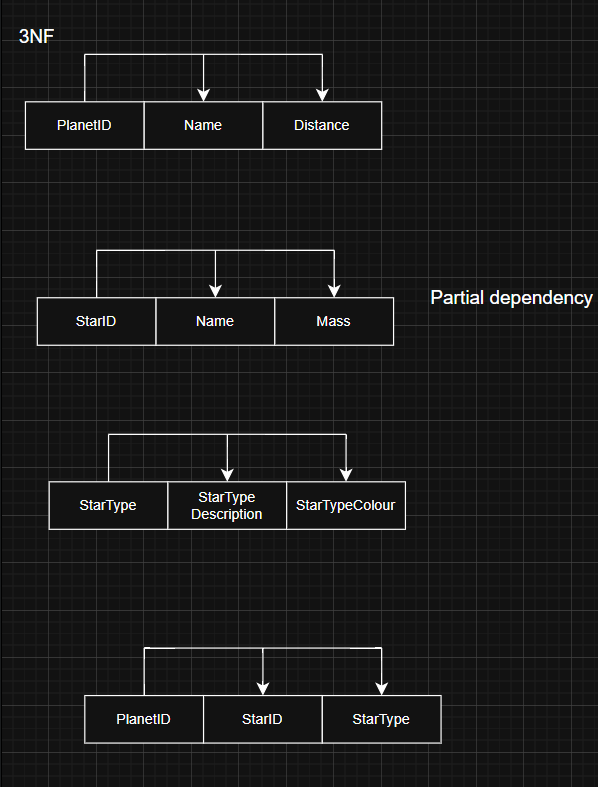 3NF
PlanetID Name Distance
Partial dependency
StarID Name Mass
StarType StarType StarTypeColour
Description
PlanetID StarID StarType